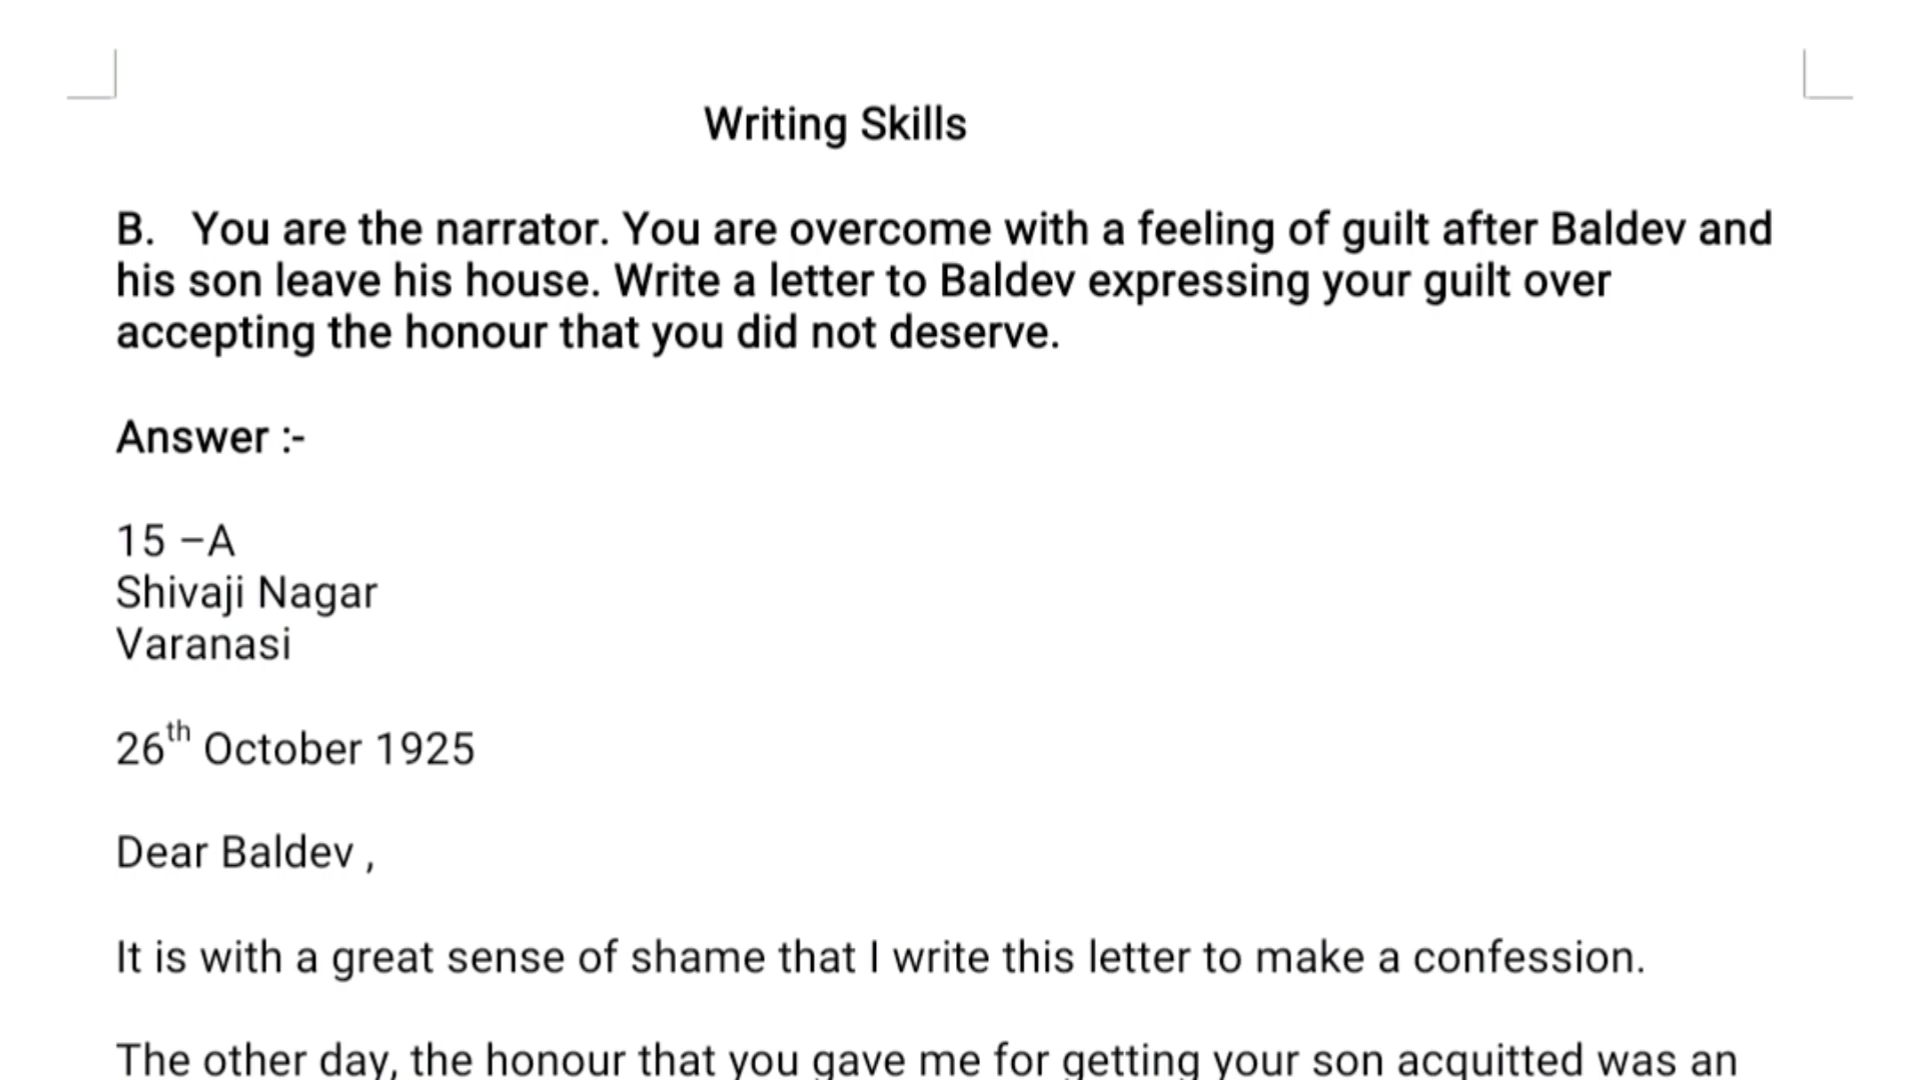 Writing Skills
B. You are the narrator. You are overcome with a feeling of guilt after Baldev and
his son leave his house. Write a letter to Baldev expressing your guilt over
accepting the honour that you did not deserve.
Answer :-
15 –A
Shivaji Nagar
Varanasi
26th October 1925
Dear Baldev ,
It is with a great sense of shame that I write this letter to make a confession.
The other day, the honour that you gave me for getting your son acquitted was an